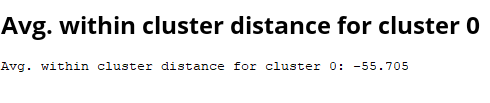 Avg. within cluster distance for cluster 0
Avg. within cluster distance for cluster 0: -55.705